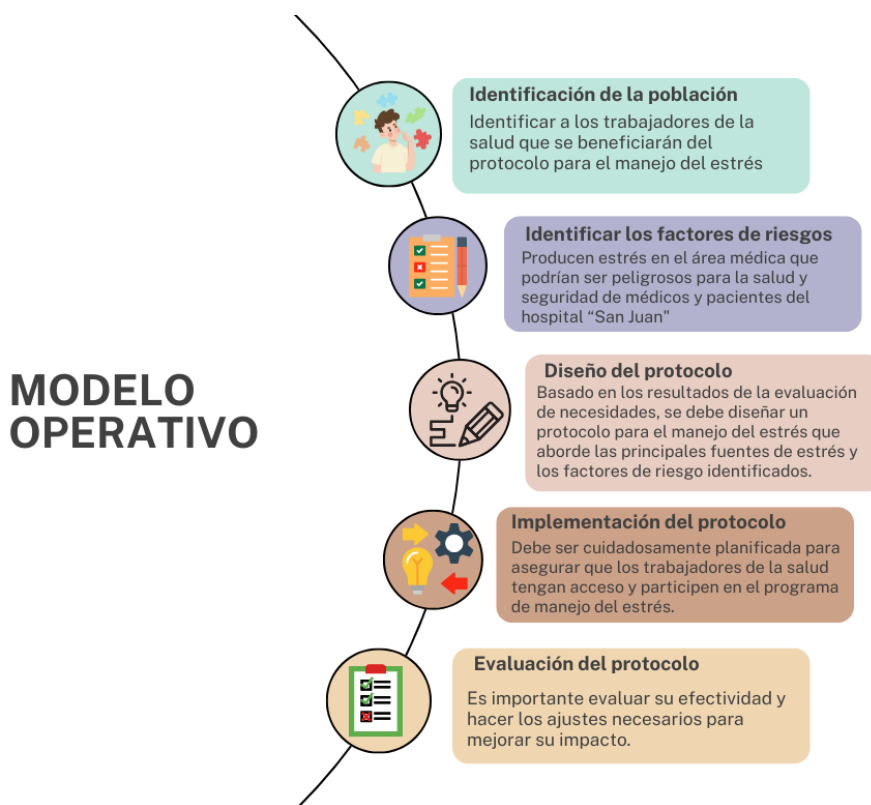 MODELO
OPERATIVO
Identificación de la población
Identificar a los trabajadores de la
salud que se beneficiarán del
protocolo para el manejo del estrés
Identificar los factores de riesgos
Producen estrés en el área médica que
podrían ser peligrosos para la salud y
seguridad de médicos y pacientes del
hospital “San Juan"
Diseño del protocolo
Basado en los resultados de la evaluación
de necesidades, se debe diseñar un
protocolo para el manejo del estrés que
aborde las principales fuentes de estrés y
los factores de riesgo identificados.
Implementación del protocolo
Debe ser cuidadosamente planificada para
asegurar que los trabajadores de la salud
tengan acceso y participen en el programa
de manejo del estrés.
Evaluación del protocolo
Es importante evaluar su efectividad y
hacer los ajustes necesarios para
mejorar su impacto.